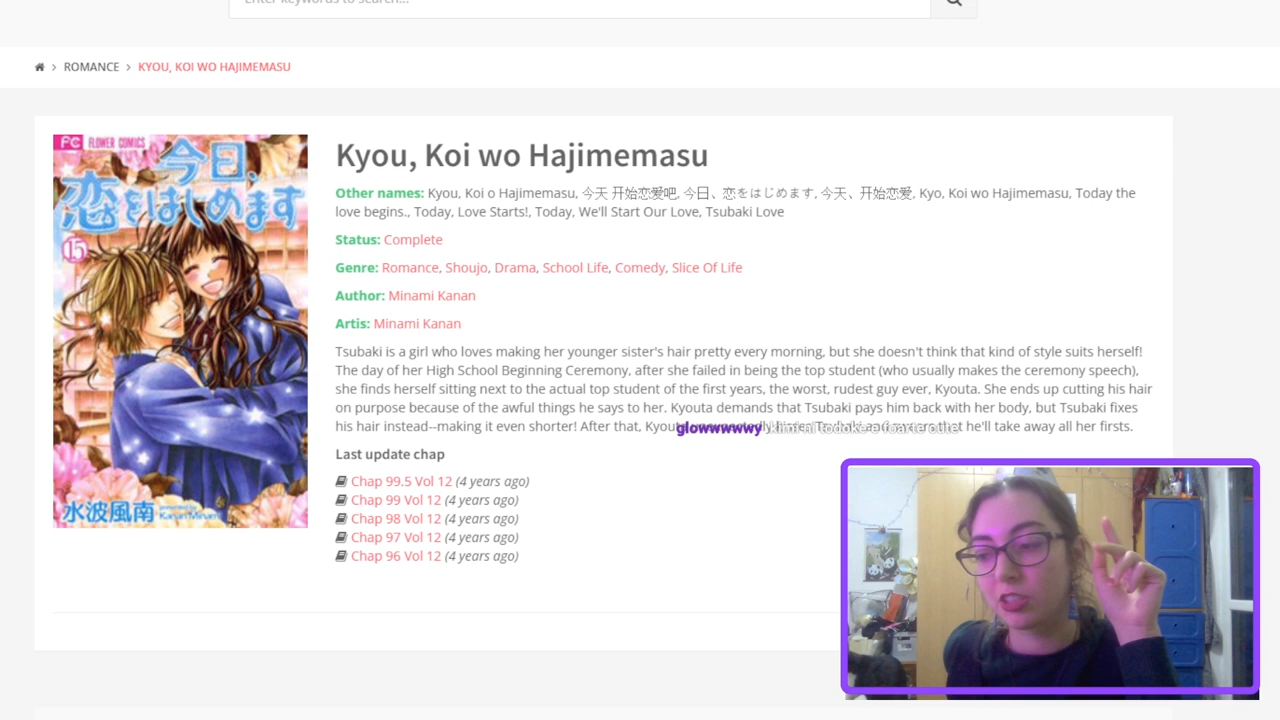 Enter keywords to search...
ROMANCE > KYOU, KOI WO HAJIMEMASU
FC FLOWER COMICS
今日、
恋をはじめます
15
水波風南
presented by
Kanan Minami
Kyou, Koi wo Hajimemasu
Other names: Kyou, Koi o Hajimemasu, 今天 开始恋爱吧, 今日、恋をはじめます, 今天、开始恋爱, Kyo, Koi wo Hajimemasu, Today the
love begins., Today, Love Starts!, Today, We'll Start Our Love, Tsubaki Love
Status: Complete
Genre: Romance, Shoujo, Drama, School Life, Comedy, Slice Of Life
Author: Minami Kanan
Artis: Minami Kanan
Tsubaki is a girl who loves making her younger sister's hair pretty every morning, but she doesn't think that kind of style suits herself!
The day of her High School Beginning Ceremony, after she failed in being the top student (who usually makes the ceremony speech),
she finds herself sitting next to the actual top student of the first years, the worst, rudest guy ever, Kyouta. She ends up cutting his hair
on purpose because of the awful things he says to her. Kyouta demands that Tsubaki pays him back with her body, but Tsubaki fixes
his hair instead--making it even shorter! After that, Kyouta that he'll take away all her firsts.
glowwwwwy
Last update chap
Chap 99.5 Vol 12 (4 years ago)
Chap 99 Vol 12 (4 years ago)
Chap 98 Vol 12 (4 years ago)
Chap 97 Vol 12 (4 years ago)
Chap 96 Vol 12 (4 years ago)